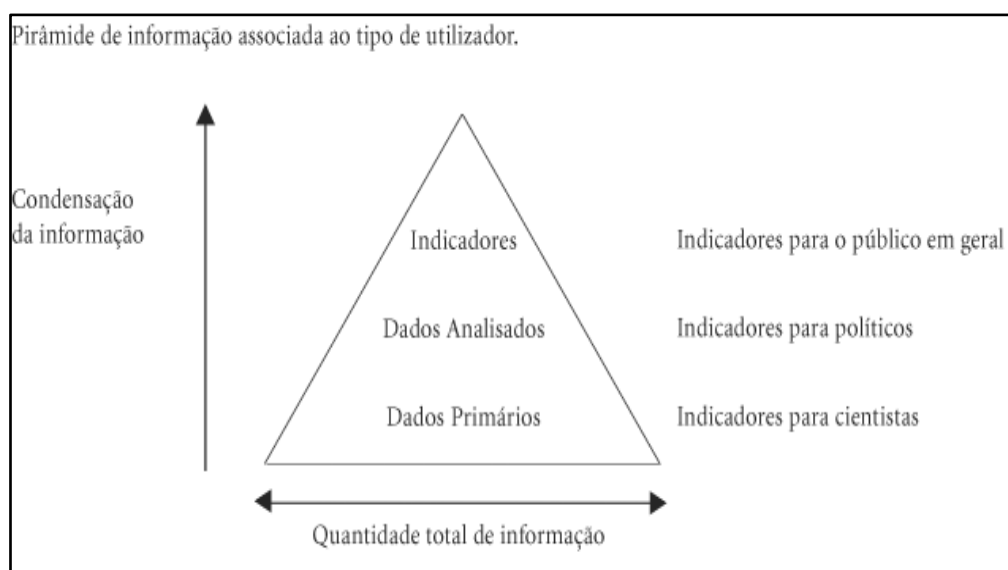 Pirâmide de informação associada ao tipo de utilizador.
Condensação
da informação
Indicadores
Indicadores para o público em geral
Dados Analisados
Indicadores para políticos
Dados Primários
Indicadores para cientistas
Quantidade total de informação